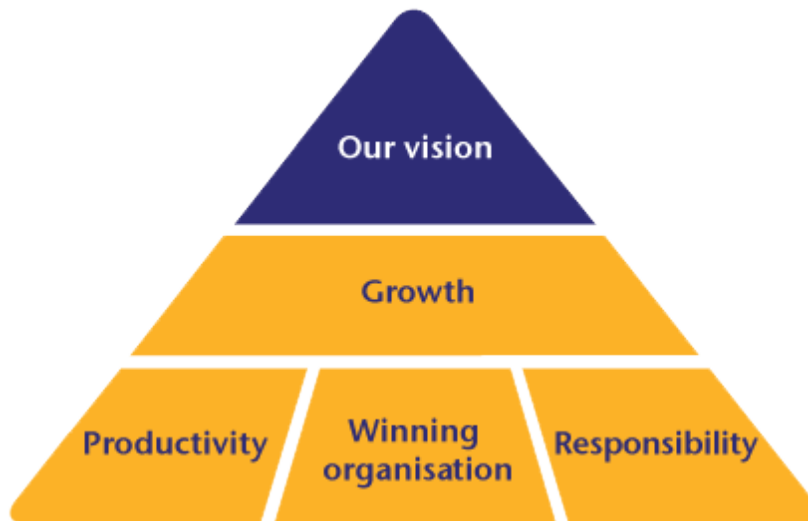 Our vision
Growth
Productivity
Winning
organisation
Responsibility